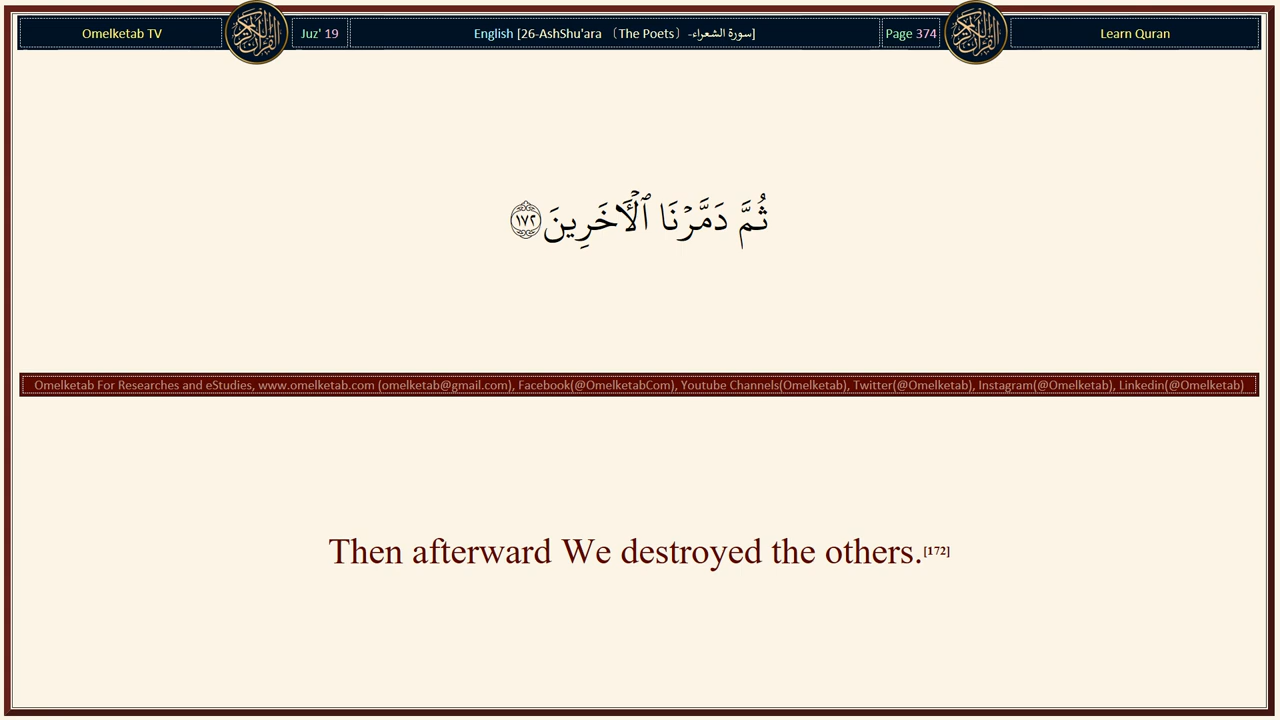 Omelketab TV
Juz' 19
English [26-AshShu'ara （The Poets）-سورة الشعراء]
Page 374
Learn Quran
ثُمَّ دَمَّرۡنَا ٱلۡأٓخَرِينَ ١٧٢
Omelketab For Researches and eStudies, www.omelketab.com (omelketab@gmail.com), Facebook(@OmelketabCom), Youtube Channels(Omelketab), Twitter(@Omelketab), Instagram(@Omelketab), Linkedin(@Omelketab)
Then afterward We destroyed the others.[172]